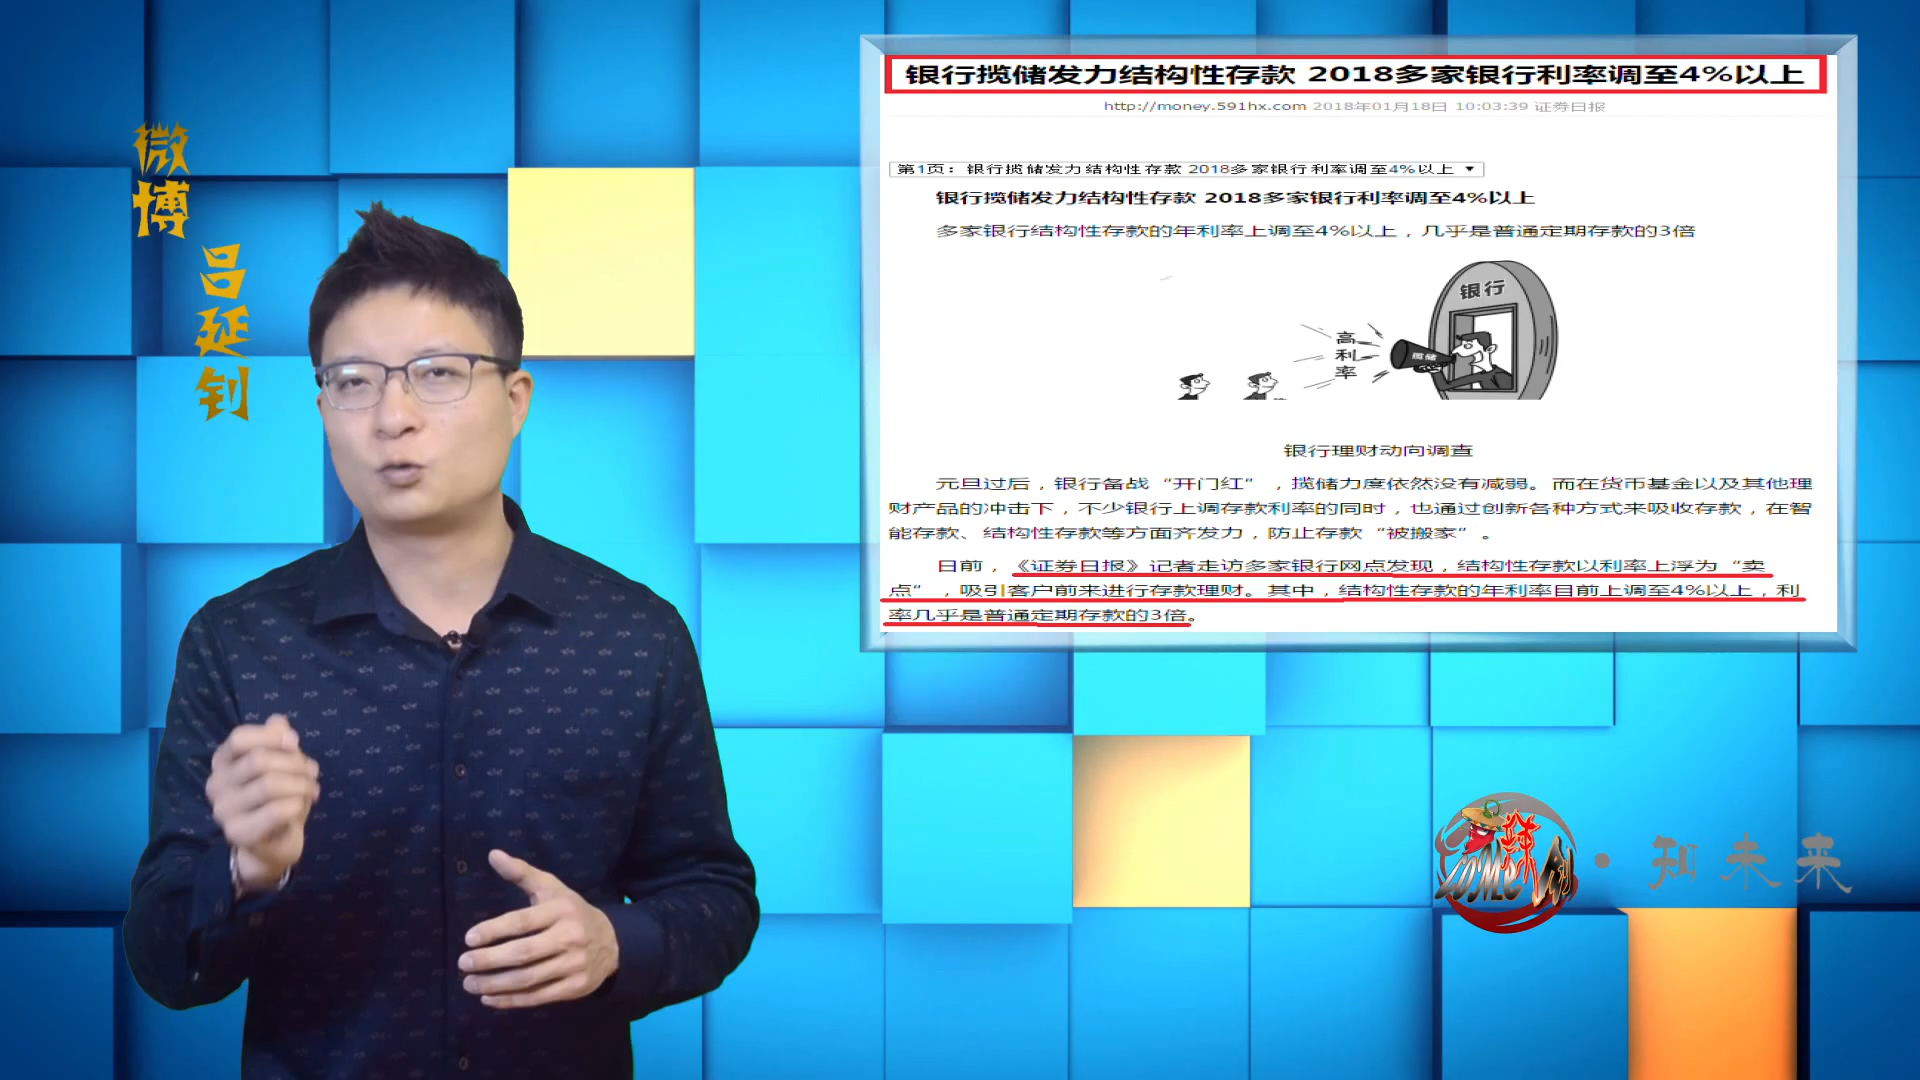 微博
吕延钊
银行揽储发力结构性存款 2018多家银行利率调至4%以上
http://money.591hx.com 2018年01月18日 10:03:39 证券日报
第1页： 银行揽储发力结构性存款 2018多家银行利率调至4%以上
银行揽储发力结构性存款 2018多家银行利率调至4%以上
多家银行结构性存款的年利率上调至4%以上，几乎是普通定期存款的3倍
银行
高利率
揽储
银行理财动向调查
元旦过后，银行备战“开门红”，揽储力度依然没有减弱。而在货币基金以及其他理
财产品的冲击下，不少银行上调存款利率的同时，也通过创新各种方式来吸收存款，在智
能存款、结构性存款等方面齐发力，防止存款“被搬家”。
日前，《证券日报》记者走访多家银行网点发现，结构性存款以利率上浮为“卖
点”，吸引客户前来进行存款理财。其中，结构性存款的年利率目前上调至4%以上，利
率几乎是普通定期存款的3倍。
辣
COME
创
·知未来